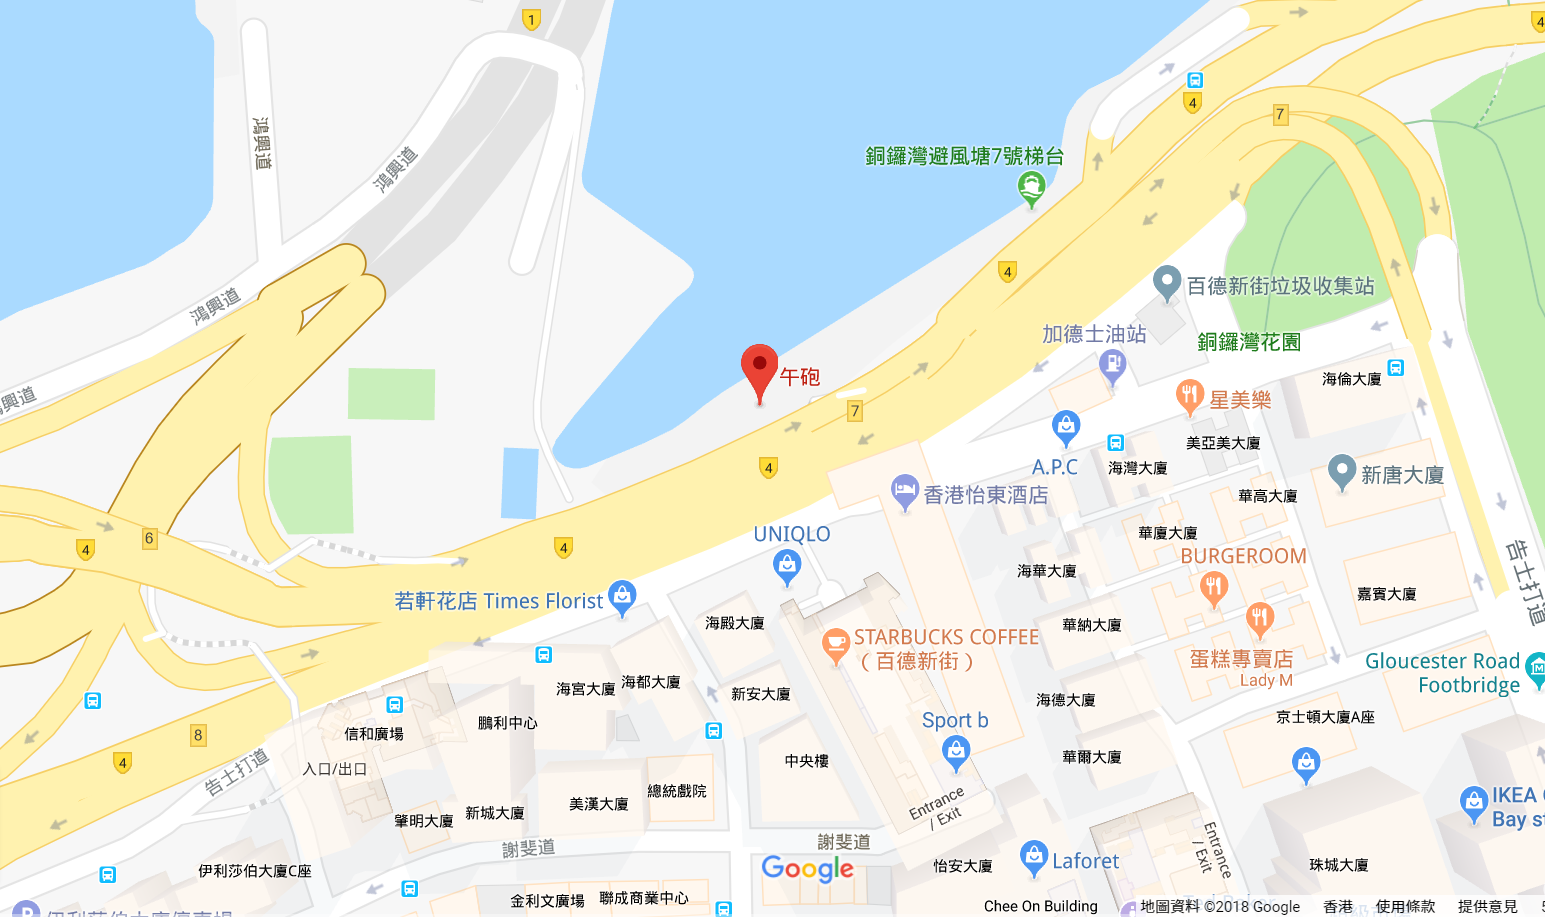 1
4
鴻興道
鴻興道
4
7
銅鑼灣避風塘7號梯台
4
百德新街垃圾收集站
鴻興道
加德士油站
銅鑼灣花園
午砲
海倫大廈
星美樂
7
美亞美大廈
A.P.C
海灣大廈
新唐大廈
4
香港怡東酒店
華高大廈
UNIQLO
華廈大廈
6
4
4
BURGEROOM
海華大廈
告士打道
嘉賓大廈
若軒花店 Times Florist
海殿大廈
華納大廈
STARBUCKS COFFEE
（百德新街）
蛋糕專賣店
Lady M
Gloucester Road
Footbridge
海宮大廈
海都大廈
新安大廈
海德大廈
鵬利中心
Sport b
京士頓大廈A座
8
信和廣場
4
告士打道
入口/出口
中央樓
華爾大廈
總統戲院
美漢大廈
新城大廈
肇明大廈
Entrance
/ Exit
IKEA
Bay
謝斐道
謝斐道
Entrance
/ Exit
Google
怡安大廈
Laforet
珠城大廈
伊利莎伯大廈C座
金利文廣場
聯成商業中心
Chee On Building
地圖資料 ©2018 Google
香港
使用條款
提供意見